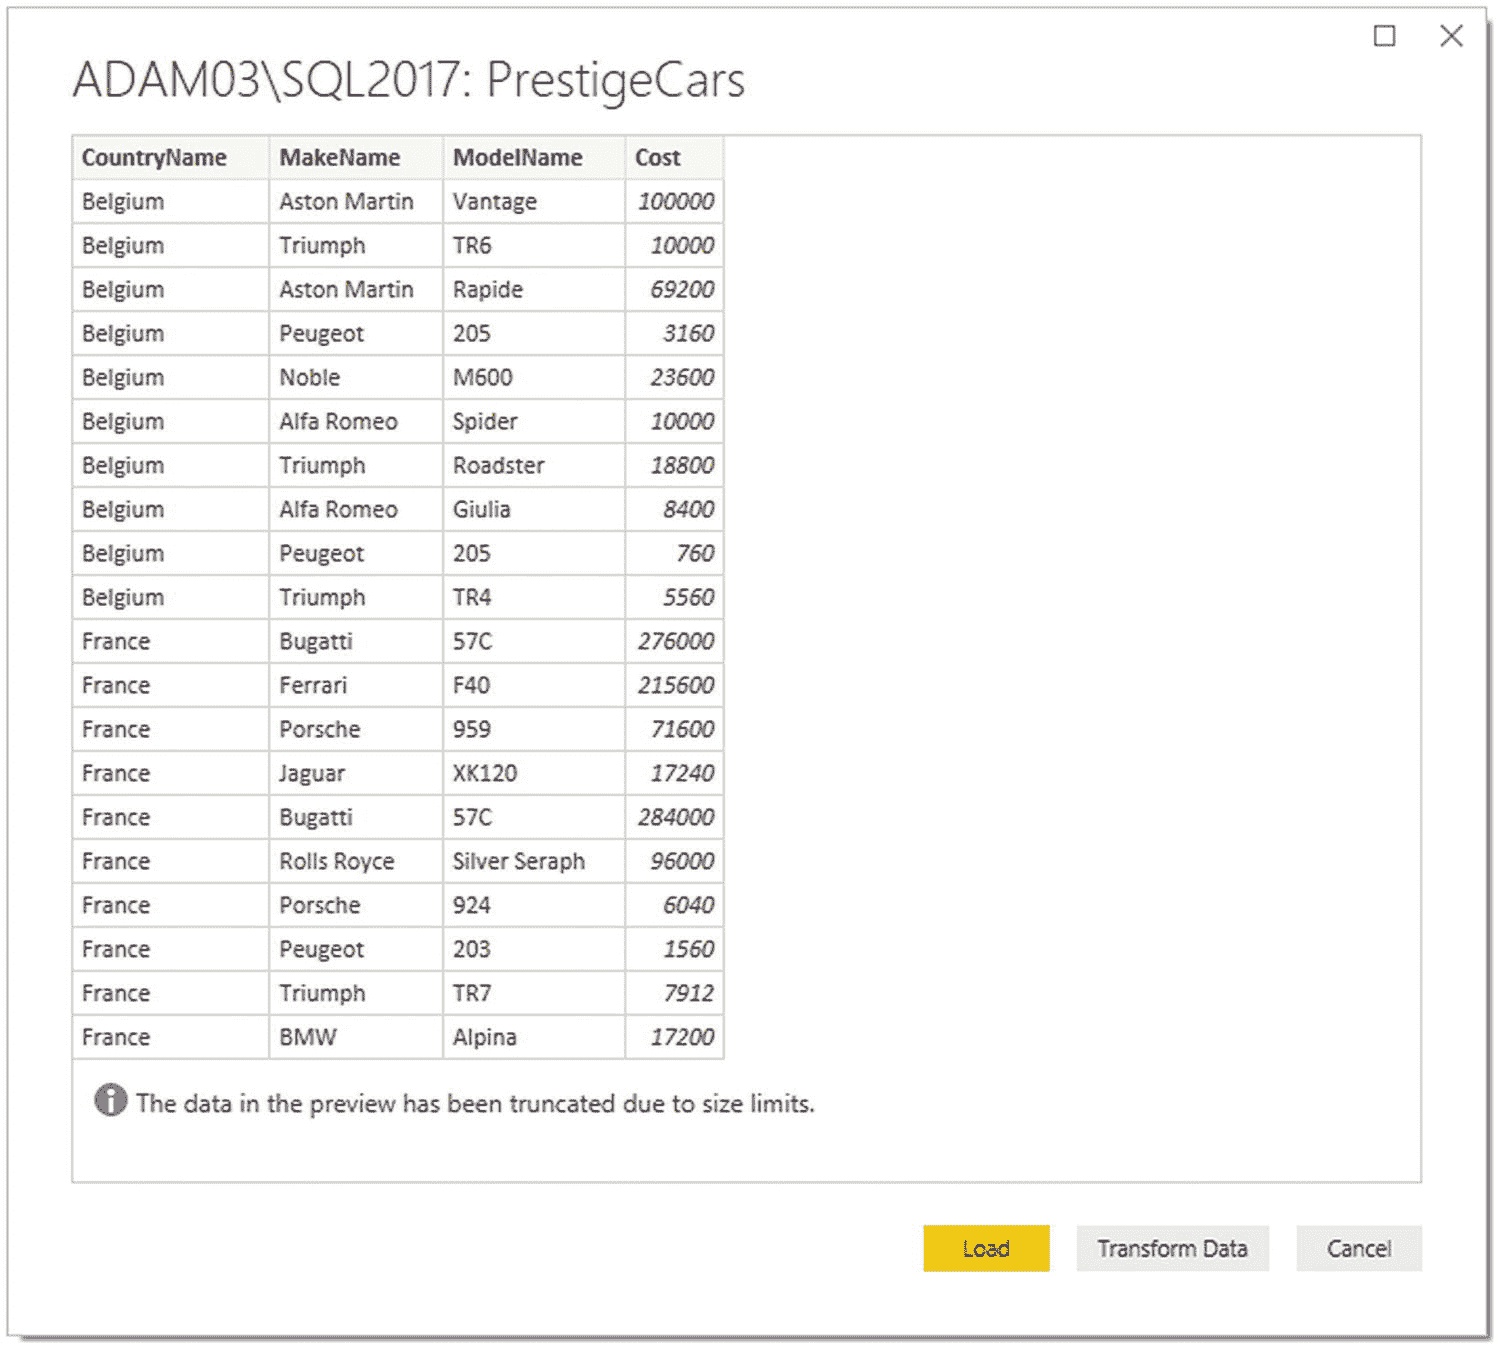 ADAM03\SQL2017: PrestigeCars
CountryName MakeName ModelName Cost
Belgium Aston Martin Vantage 100000
Belgium Triumph TR6 10000
Belgium Aston Martin Rapide 69200
Belgium Peugeot 205 3160
Belgium Noble M600 23600
Belgium Alfa Romeo Spider 10000
Belgium Triumph Roadster 18800
Belgium Alfa Romeo Giulia 8400
Belgium Peugeot 205 760
Belgium Triumph TR4 5560
France Bugatti 57C 276000
France Ferrari F40 215600
France Porsche 959 71600
France Jaguar XK120 17240
France Bugatti 57C 284000
France Rolls Royce Silver Seraph 96000
France Porsche 924 6040
France Peugeot 203 1560
France Triumph TR7 7912
France BMW Alpina 17200
The data in the preview has been truncated due to size limits.
Load Transform Data Cancel